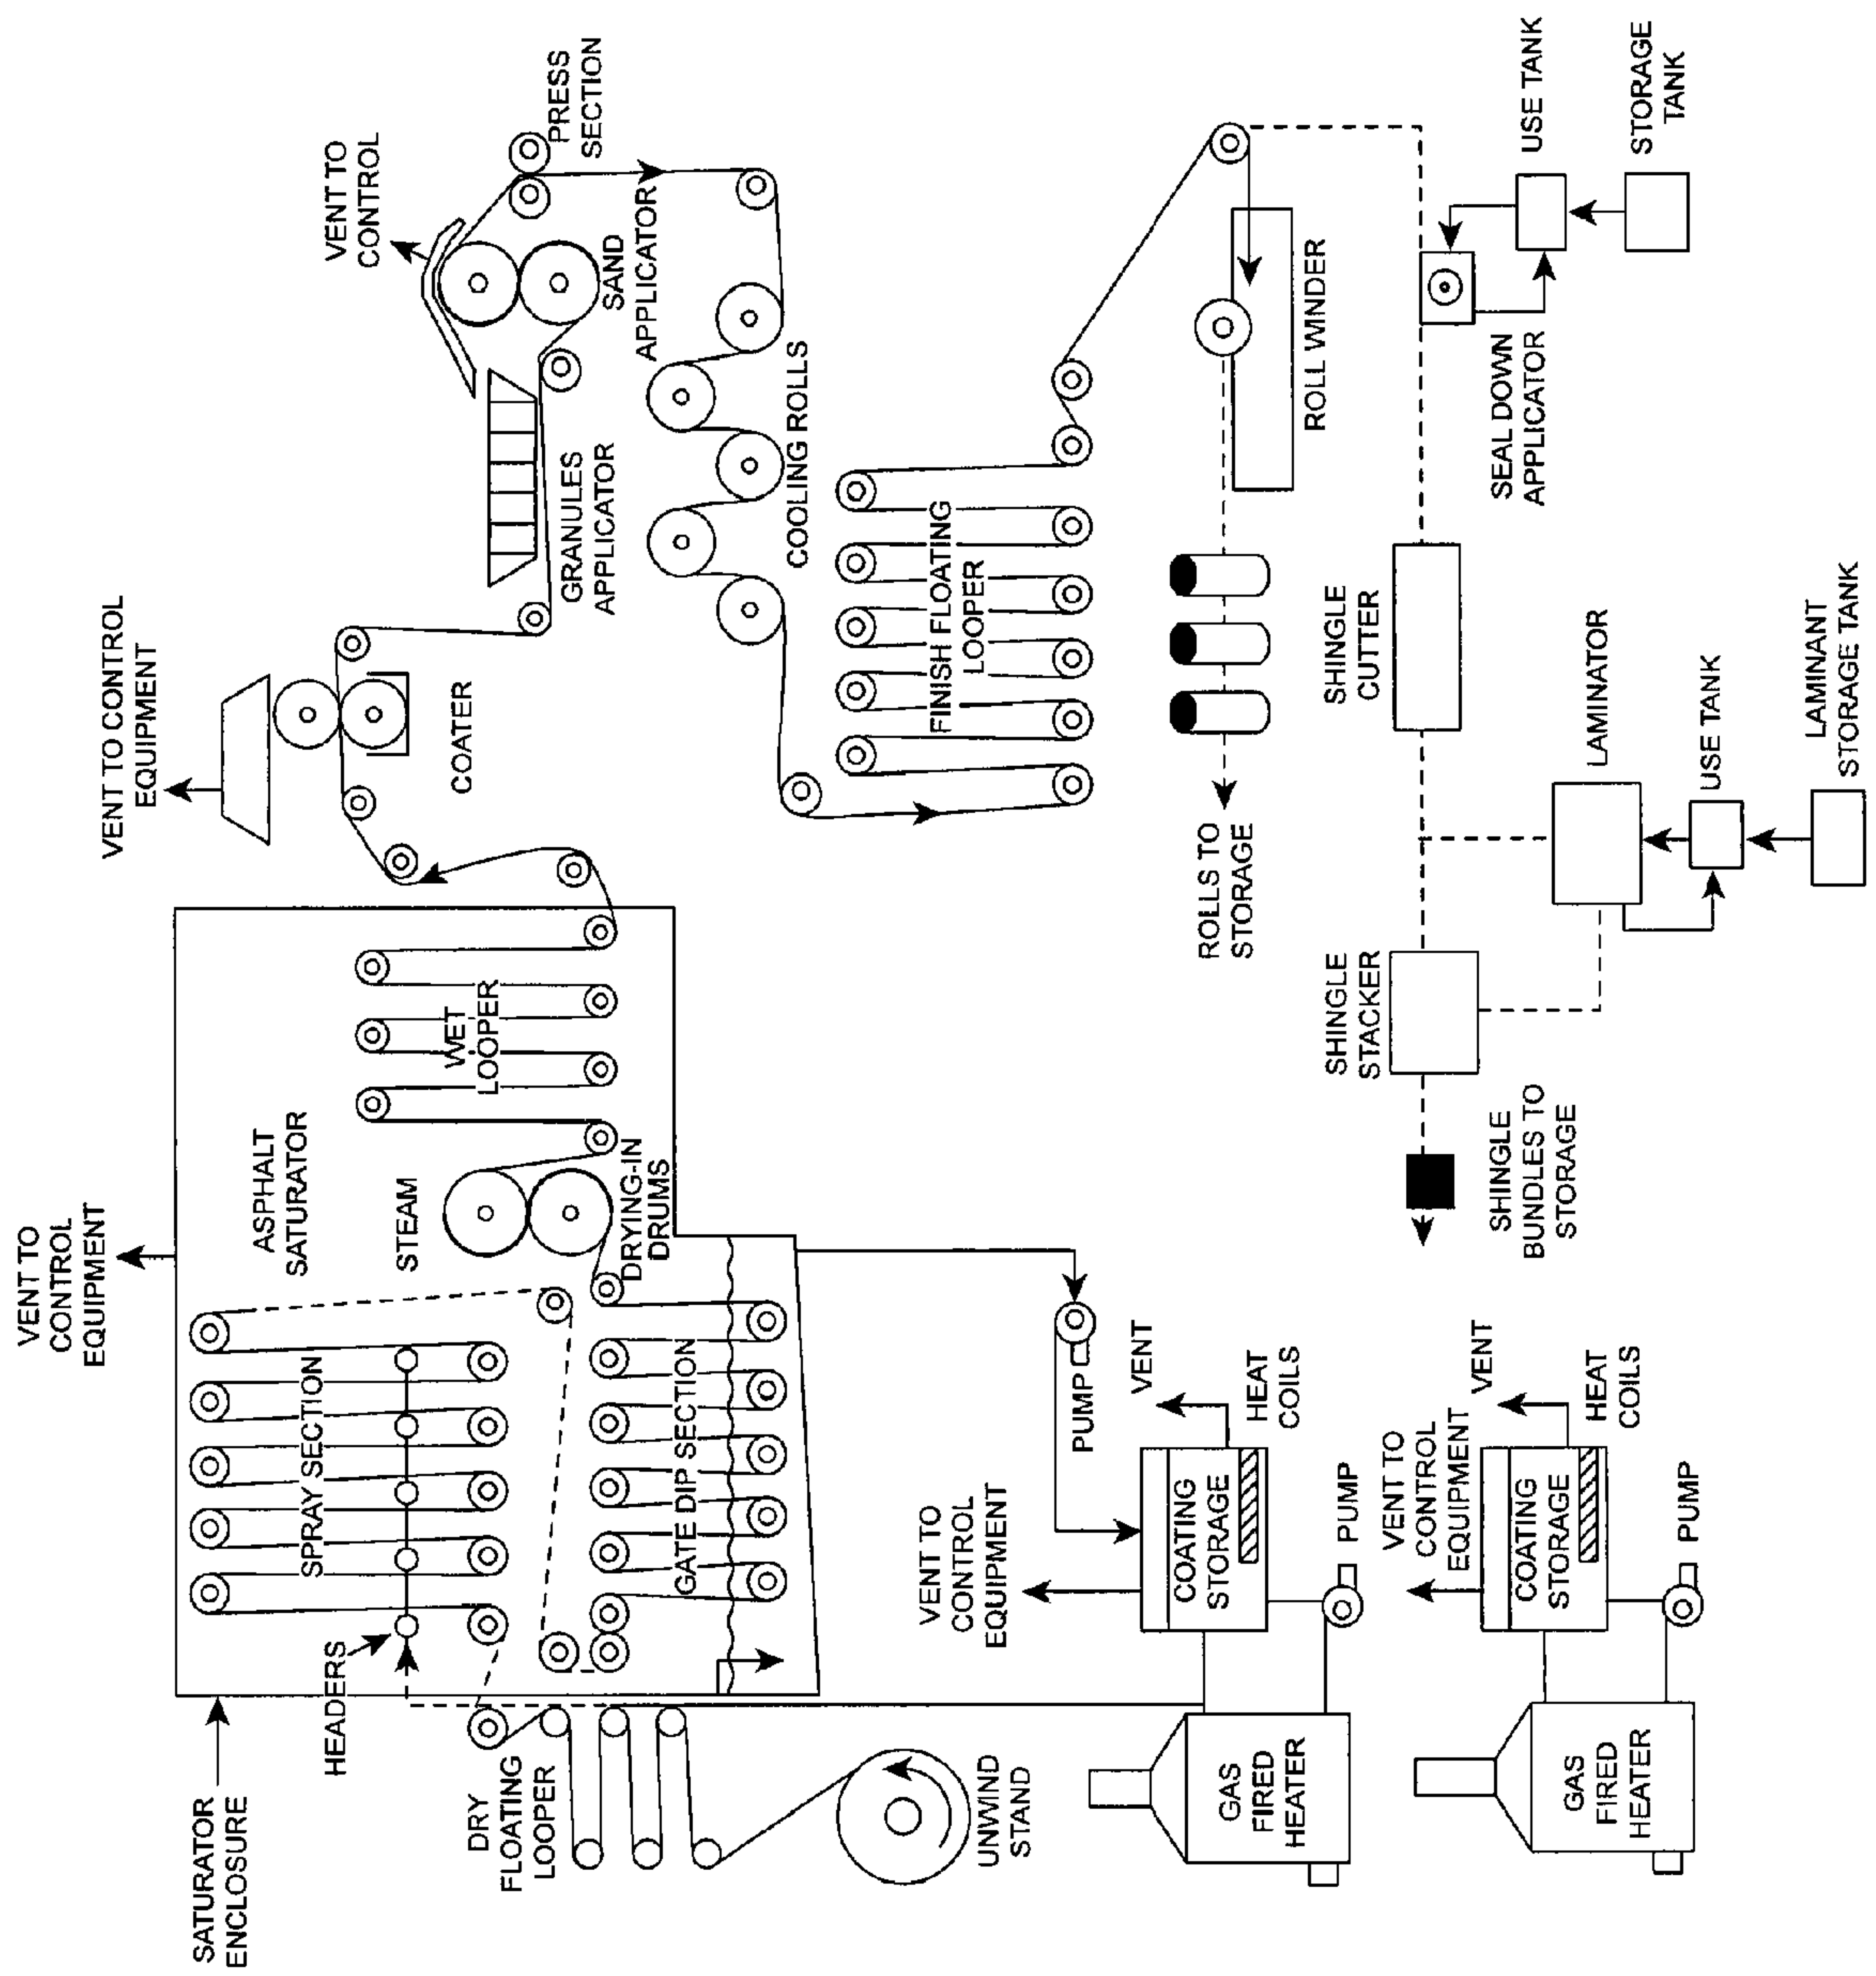 VENT TO
CONTROL
EQUIPMENT
SATURATOR
ENCLOSURE
HEADERS
SPRAY SECTION
ASPHALT
SATURATOR
STEAM
WET
LOOPER
DRYING-IN
DRUMS
GATE DIP SECTION
DRY
FLOATING
LOOPER
UNWIND
STAND
VENT TO CONTROL
EQUIPMENT
COATER
GRANULES
APPLICATOR
VENT TO
CONTROL
PRESS
SECTION
SAND
APPLICATOR
COOLING ROLLS
FINISH FLOATING
LOOPER
ROLL WINDER
ROLLS TO
STORAGE
PUMP
VENT
HEAT
COILS
VENT TO
CONTROL
EQUIPMENT
COATING
STORAGE
PUMP
GAS
FIRED
HEATER
VENT
HEAT
COILS
VENT TO
CONTROL
EQUIPMENT
COATING
STORAGE
PUMP
GAS
FIRED
HEATER
SEAL DOWN
APPLICATOR
USE TANK
STORAGE
TANK
SHINGLE
CUTTER
LAMINATOR
USE TANK
LAMINANT
STORAGE TANK
SHINGLE
STACKER
SHINGLE
BUNDLES TO
STORAGE